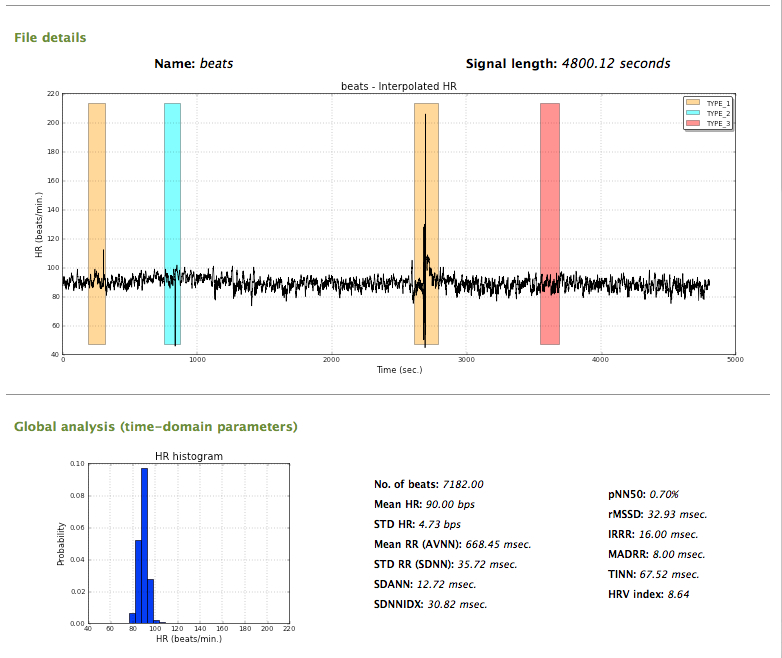 File details
Name: beats Signal length: 4800.12 seconds
beats - Interpolated HR
220
200
180
160
140
120
100
80
60
40
HR (beats/min.)
TYPE_1
TYPE_2
TYPE_3
0 1000 2000 3000 4000 5000
Time (sec.)
Global analysis (time-domain parameters)
HR histogram
0.10
0.08
0.06
0.04
0.02
0.00
Probability
40 60 80 100 120 140 160 180 200 220
HR (beats/min.)
No. of beats: 7182.00
Mean HR: 90.00 bps
STD HR: 4.73 bps
Mean RR (AVNN): 668.45 msec.
STD RR (SDNN): 35.72 msec.
SDANN: 12.72 msec.
SDNNIDX: 30.82 msec.
pNN50: 0.70%
rMSSD: 32.93 msec.
IRRR: 16.00 msec.
MADRR: 8.00 msec.
TINN: 67.52 msec.
HRV index: 8.64